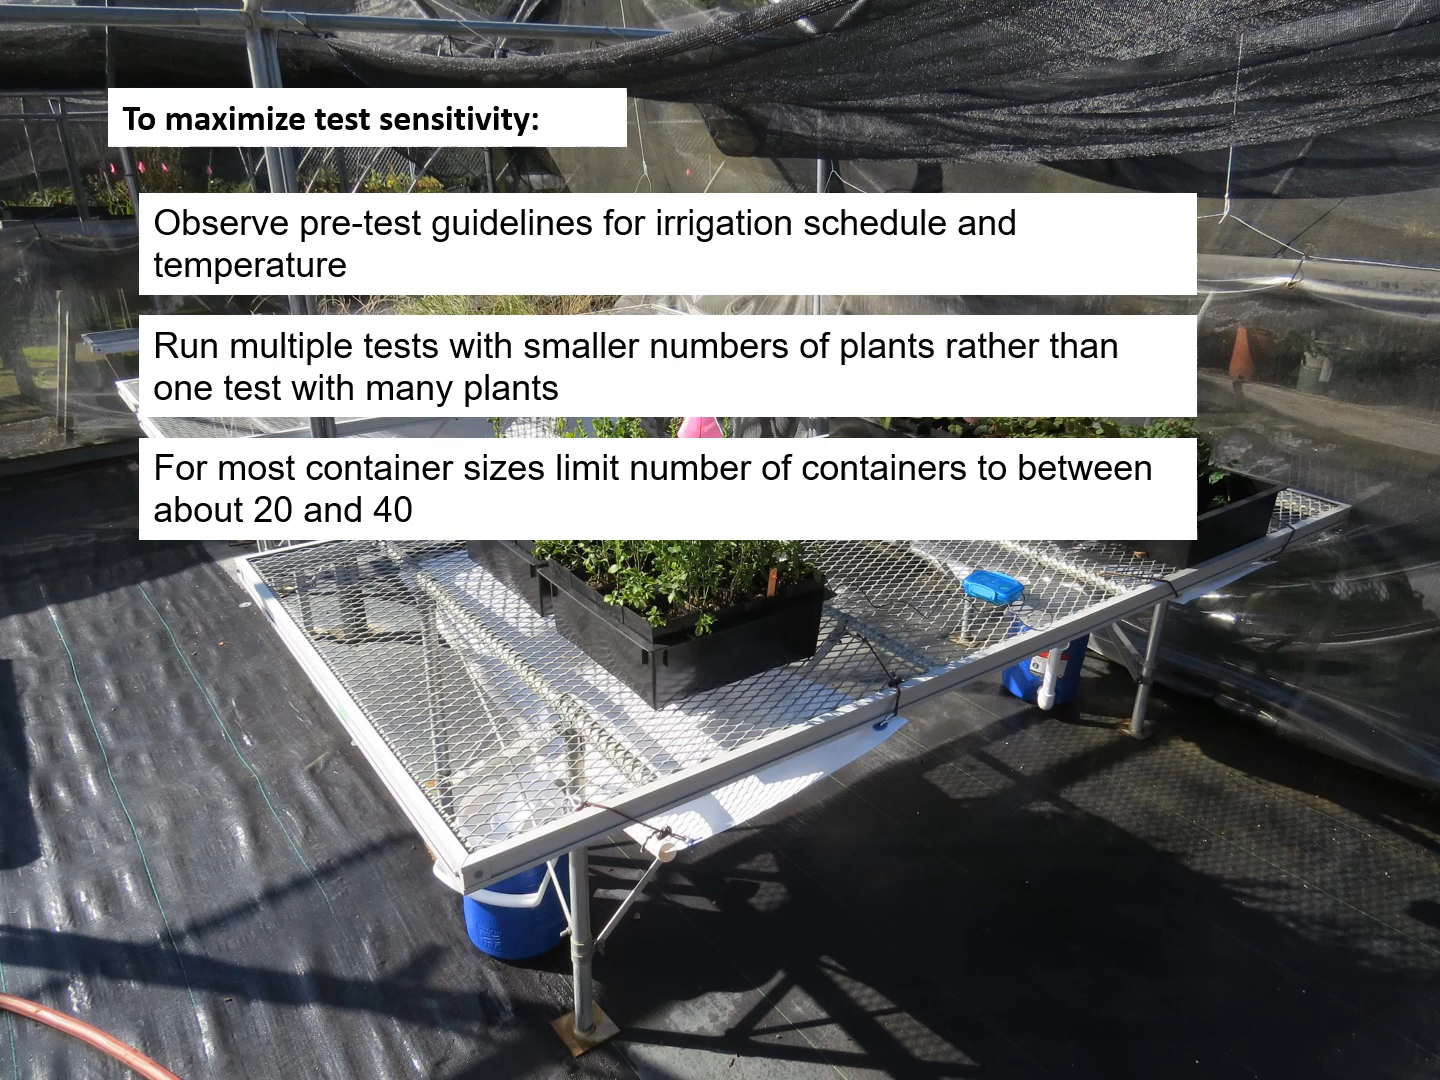 To maximize test sensitivity:
Observe pre-test guidelines for irrigation schedule and
temperature
Run multiple tests with smaller numbers of plants rather than
one test with many plants
For most container sizes limit number of containers to between
about 20 and 40